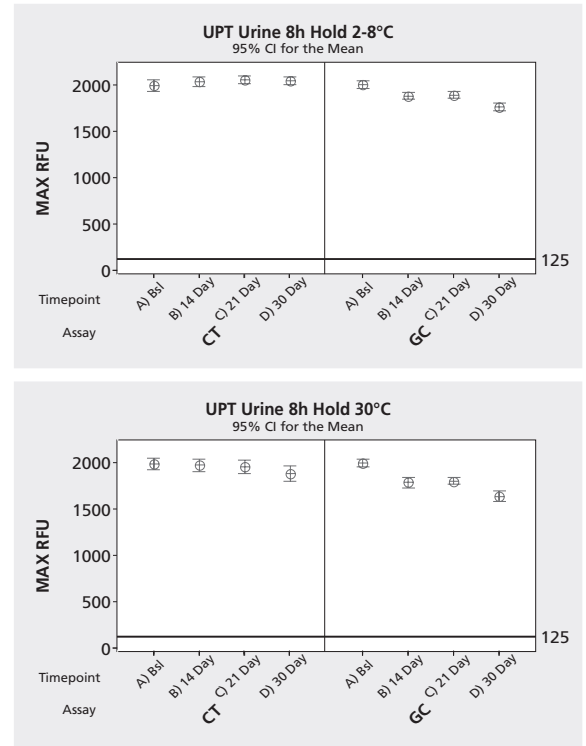 UPT Urine 8h Hold 2-8°C
95% CI for the Mean
MAX RFU
2000
1500
1000
500
0
125
Timepoint
A) Bsl B) 14 Day C) 21 Day D) 30 Day A) Bsl B) 14 Day C) 21 Day D) 30 Day
Assay
CT GC
UPT Urine 8h Hold 30°C
95% CI for the Mean
MAX RFU
2000
1500
1000
500
0
125
Timepoint
A) Bsl B) 14 Day C) 21 Day D) 30 Day A) Bsl B) 14 Day C) 21 Day D) 30 Day
Assay
CT GC